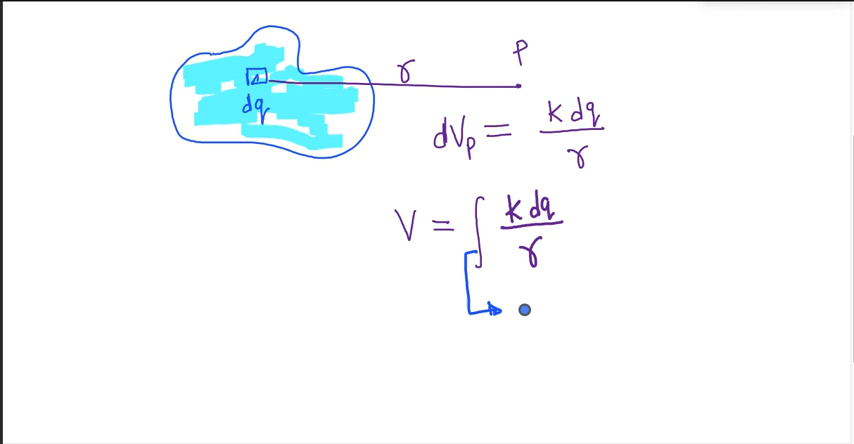 P
r
dq
dVₚ = k dq / r
V = ∫ k dq / r